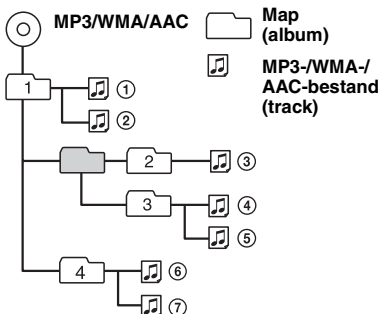 MP3/WMA/AAC
Map
(album)
MP3-/WMA-/
AAC-bestand
(track)
1
①
②
2
③
3
④
⑤
4
⑥
⑦